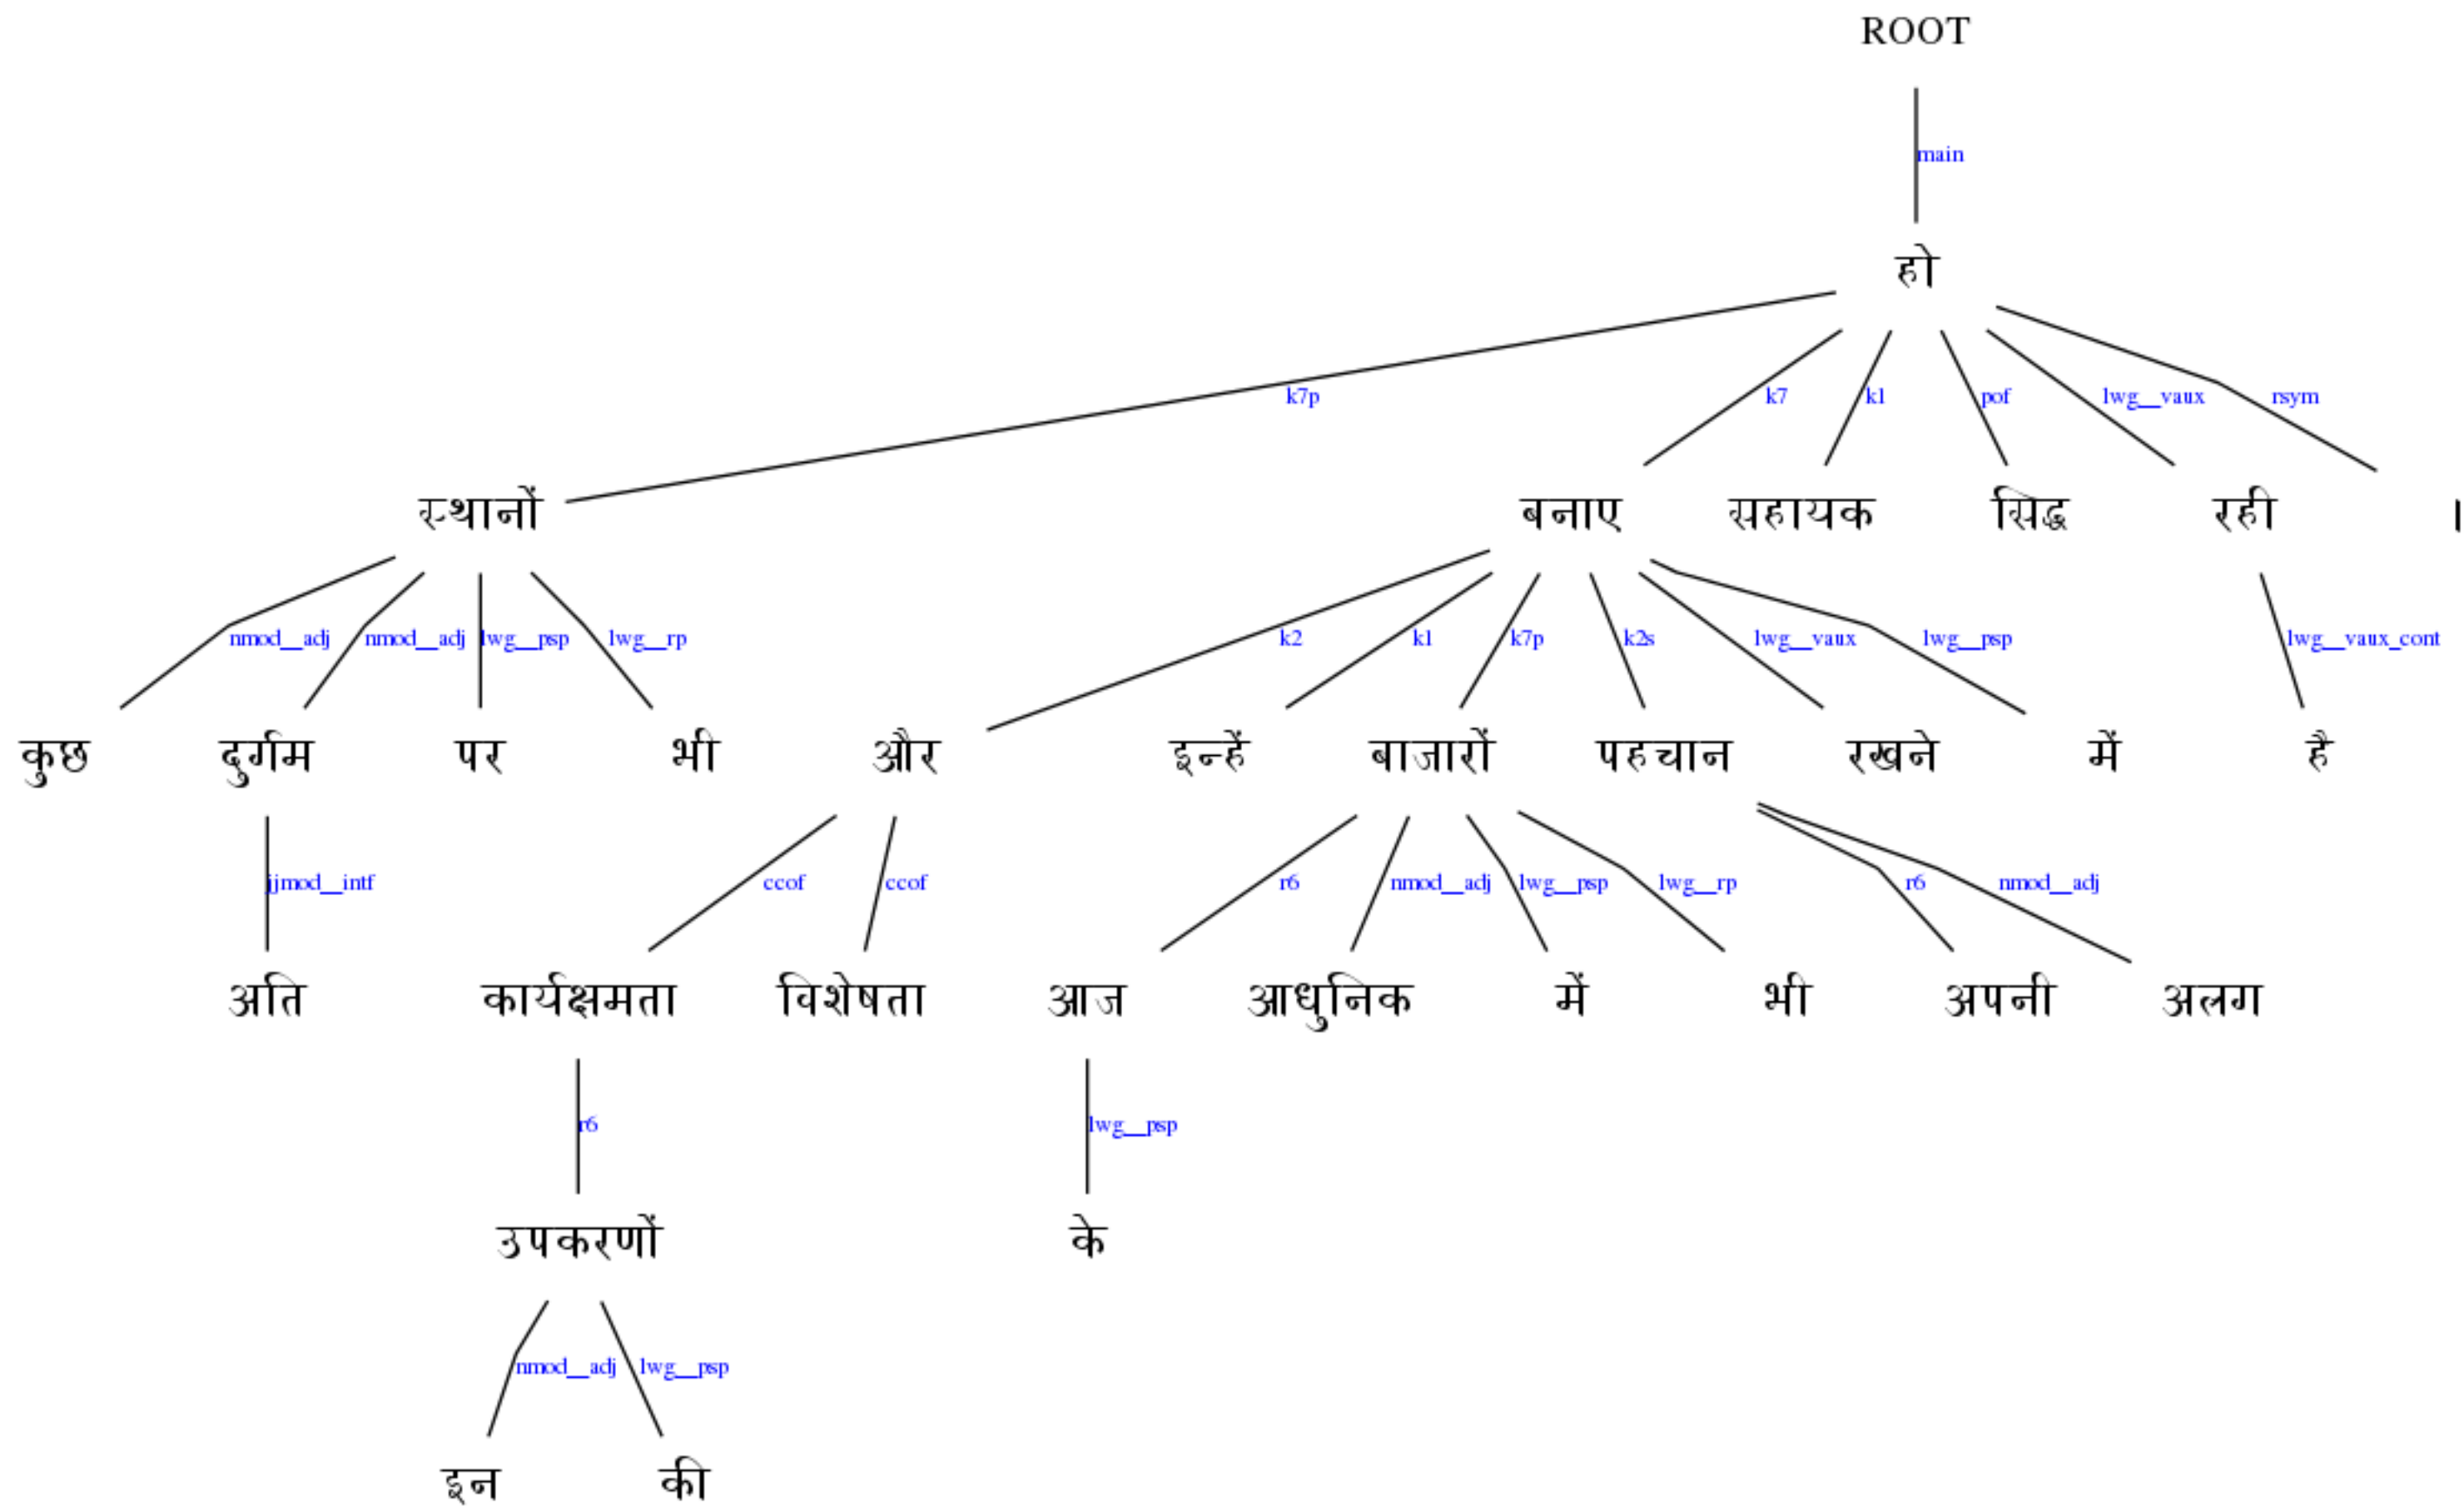 ROOT
main
हो
k7p k7 k1 pof lwg__vaux rsym
स्थानों बनाए सहायक सिद्ध रही ।
nmod__adj nmod__adj lwg__psp lwg__rp k2 k1 k7p k2s lwg__vaux lwg__psp lwg__vaux_cont
कुछ दुर्गम पर भी और इन्हें बाजारों पहचान रखने में है
jjmod__intf ccof ccof r6 nmod__adj lwg__psp lwg__rp r6 nmod__adj
अति कार्यक्षमता विशेषता आज आधुनिक में भी अपनी अलग
r6 lwg__psp
उपकरणों के
nmod__adj lwg__psp
इन की